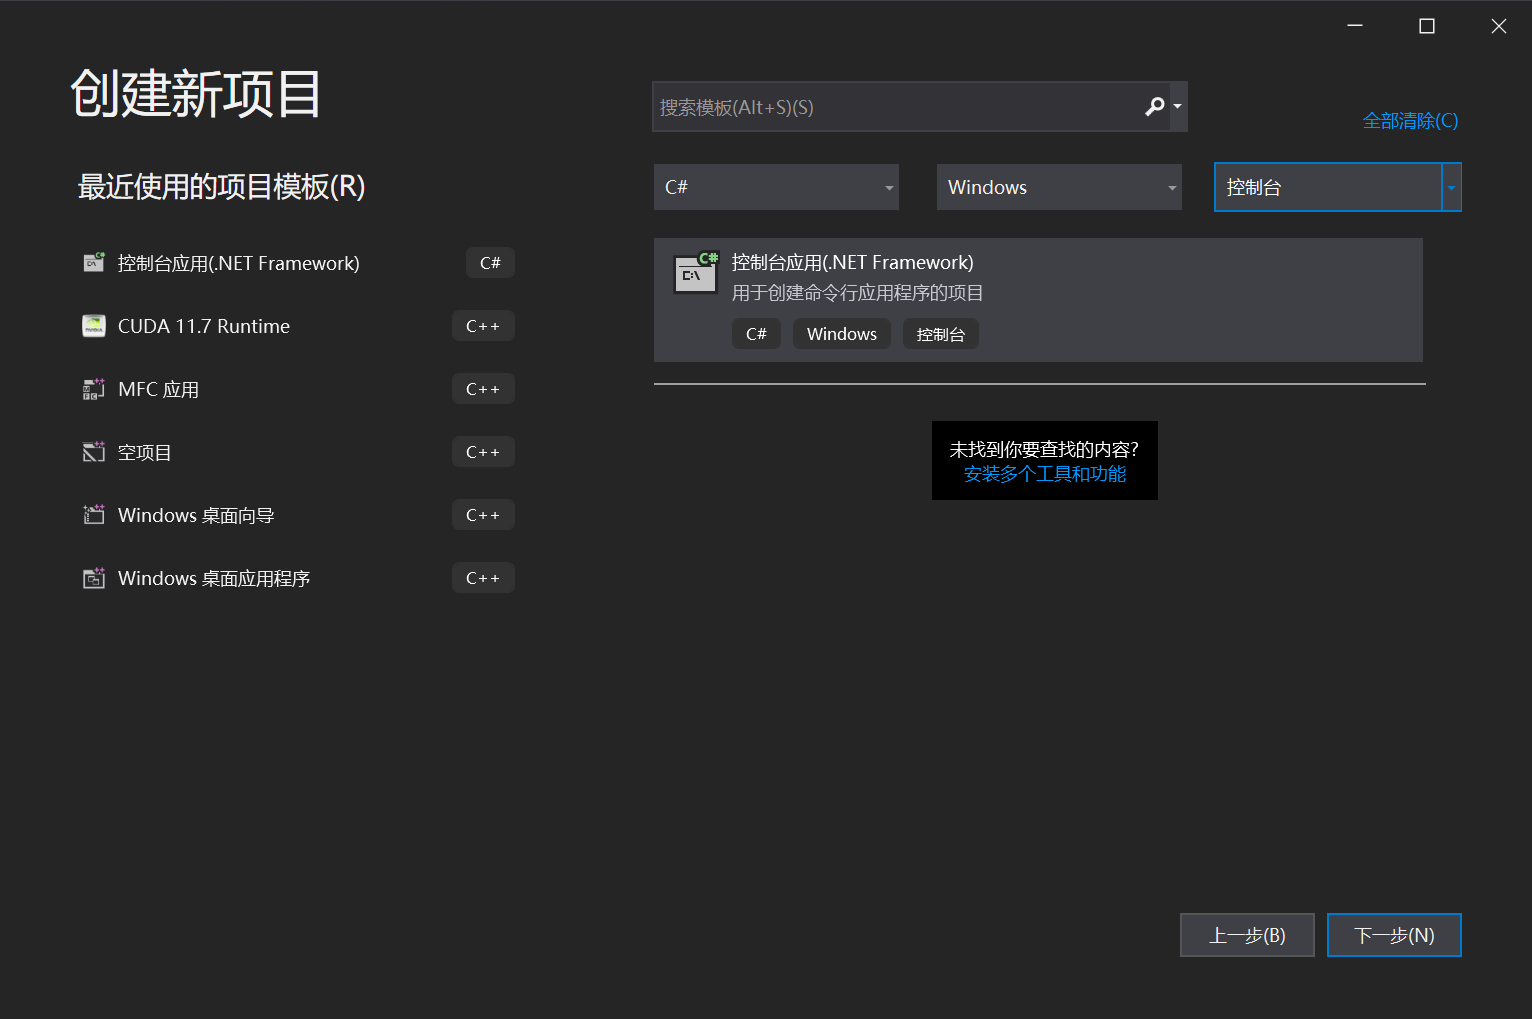 创建新项目
最近使用的项目模板(R)
控制台应用(.NET Framework)
C#
CUDA 11.7 Runtime
C++
MFC 应用
C++
空项目
C++
Windows 桌面向导
C++
Windows 桌面应用程序
C++
搜索模板(Alt+S)(S)
全部清除(C)
C#
Windows
控制台
控制台应用(.NET Framework)
用于创建命令行应用程序的项目
C#
Windows
控制台
未找到你要查找的内容?
安装多个工具和功能
上一步(B)
下一步(N)